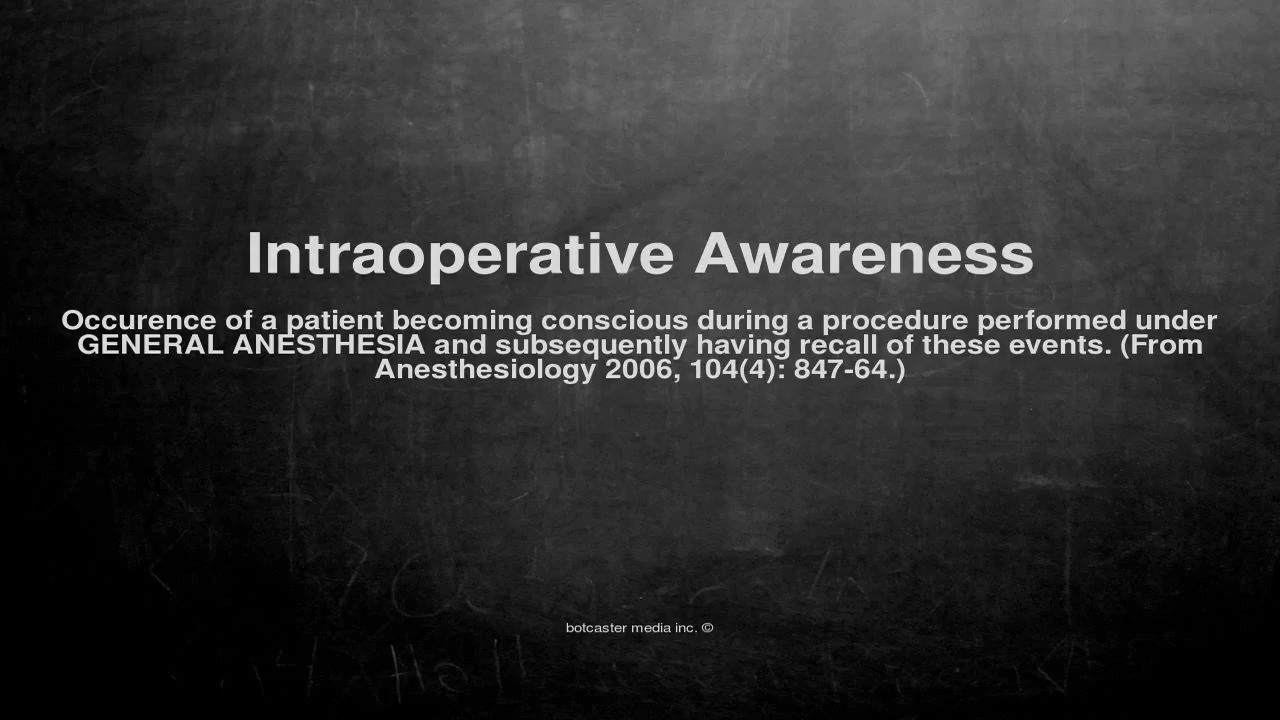 Intraoperative Awareness
Occurence of a patient becoming conscious during a procedure performed under
GENERAL ANESTHESIA and subsequently having recall of these events. (From
Anesthesiology 2006, 104(4): 847-64.)
botcaster media inc. ©